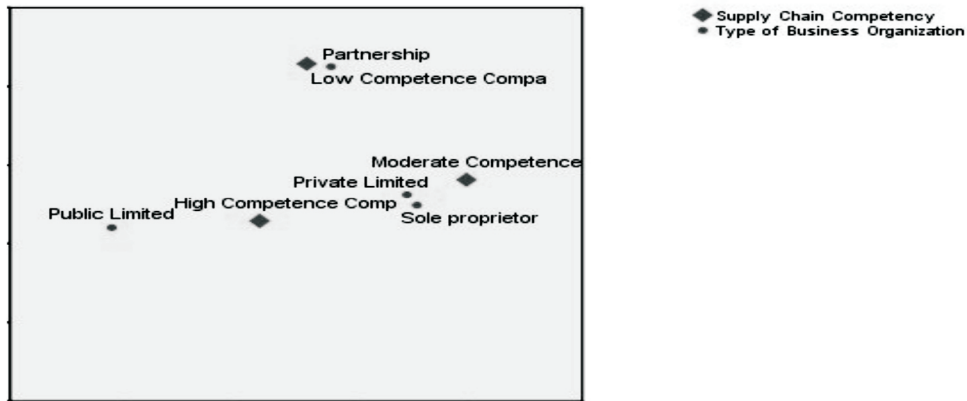 Supply Chain Competency
Type of Business Organization
Partnership
Low Competence Compa
Moderate Competence
Private Limited
High Competence Comp
Public Limited
Sole proprietor